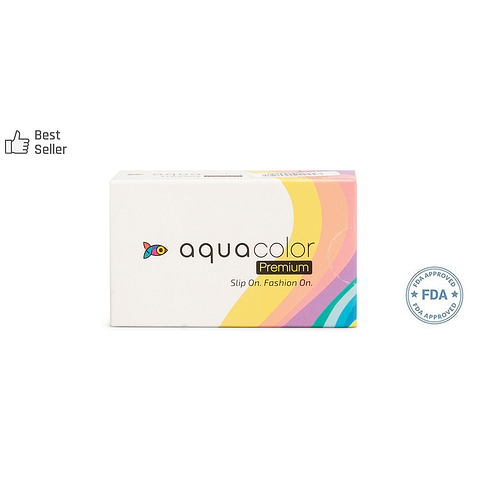 Best
Seller
aquacolor
Premium
Slip On. Fashion On.
FDA APPROVED
FDA
FDA APPROVED